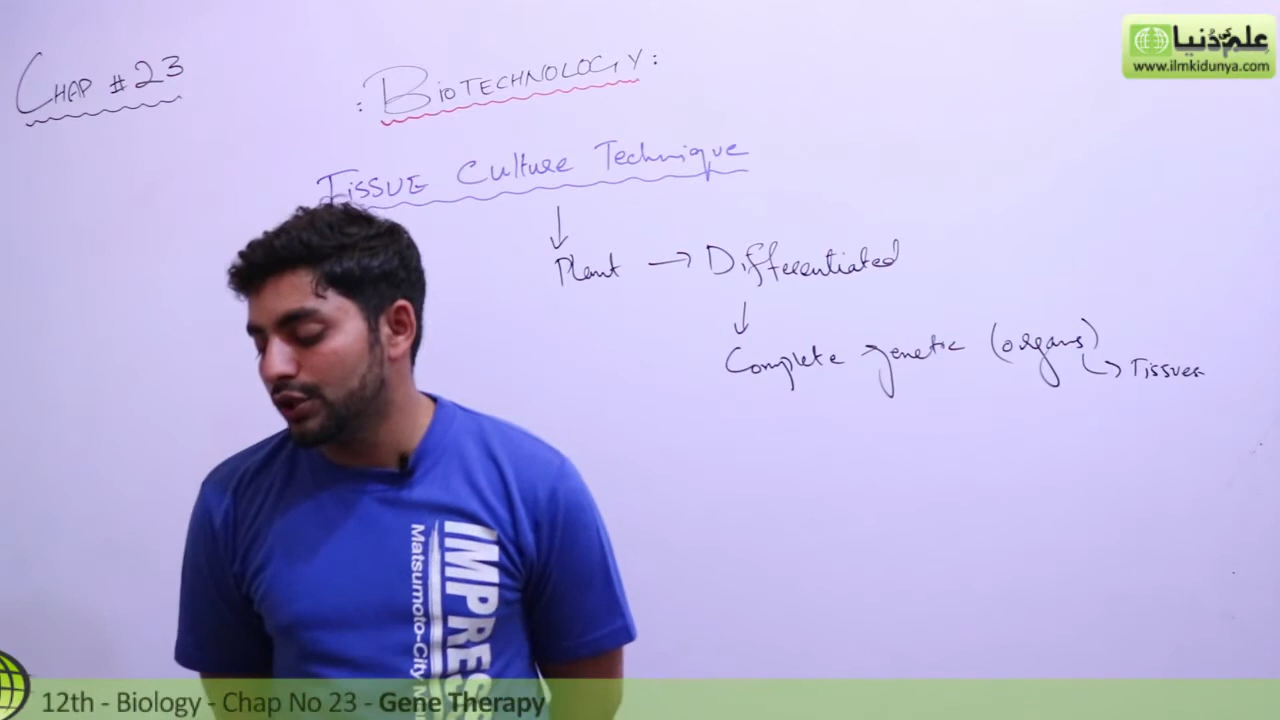 علم کی دنیا
www.ilmkidunya.com
CHAP # 23
: BIOTECHNOLOGY :
TISSUE Culture Technique
↓
Plant → Differentiated
↓
Complete genetic (organs)
↳ Tissues
IMPRES
Matsumoto-City
12th - Biology - Chap No 23 - Gene Therapy